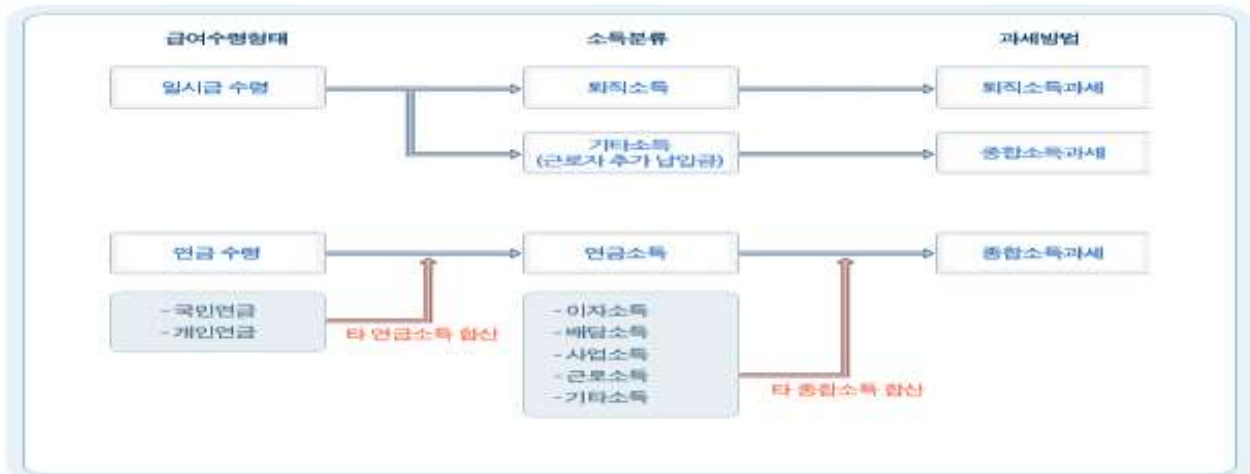 급여수령형태 소득분류 과세방법
일시급 수령 퇴직소득 퇴직소득과세
기타소득
(근로자 추가 납입금) 종합소득과세
연금 수령 연금소득 종합소득과세
- 국민연금
- 개인연금
타 연금소득 합산
- 이자소득
- 배당소득
- 사업소득
- 근로소득
- 기타소득
타 종합소득 합산